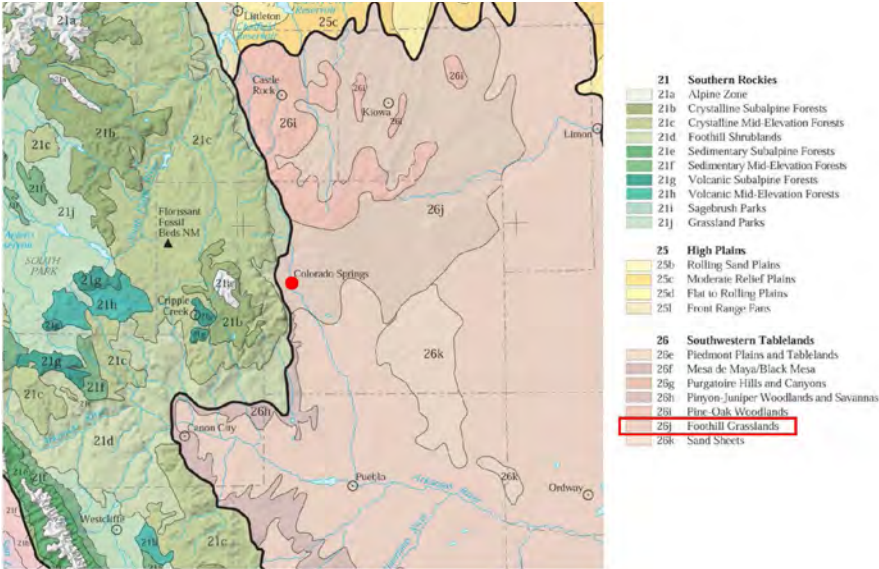 Littleton
Reservoir
25c
21a
Castle
Rock
26i
26i
Kiowa
26i
26i
Limon
21b
21c
21c
21f
21j
Florissant
Fossil
Beds NM
26j
SOUTH
PARK
Colorado Springs
21g
21h
Cripple
Creek
21b
21g
21c
21f
26k
21c
26h
21d
Canon City
Pueblo
Arkansas River
26k
Ordway
Westcliffe
21c
21 Southern Rockies
21a Alpine Zone
21b Crystalline Subalpine Forests
21c Crystalline Mid-Elevation Forests
21d Foothill Shrublands
21e Sedimentary Subalpine Forests
21f Sedimentary Mid-Elevation Forests
21g Volcanic Subalpine Forests
21h Volcanic Mid-Elevation Forests
21i Sagebrush Parks
21j Grassland Parks
25 High Plains
25b Rolling Sand Plains
25c Moderate Relief Plains
25d Flat to Rolling Plains
25l Front Range Fans
26 Southwestern Tablelands
26e Piedmont Plains and Tablelands
26f Mesa de Maya/Black Mesa
26g Purgatoire Hills and Canyons
26h Pinyon-Juniper Woodlands and Savannas
26i Pine-Oak Woodlands
26j Foothill Grasslands
26k Sand Sheets